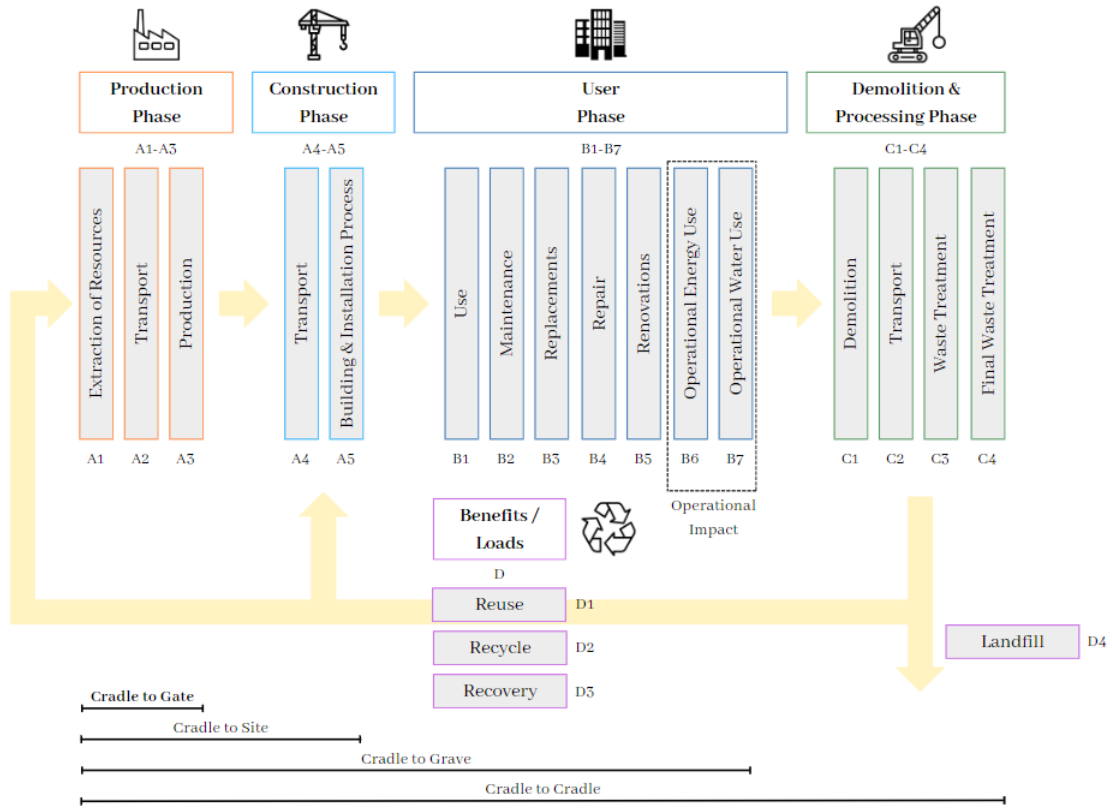 Production
Phase
Construction
Phase
User
Phase
Demolition &
Processing Phase
A1-A3
A4-A5
B1-B7
C1-C4
Extraction of Resources
Transport
Production
Transport
Building & Installation Process
Use
Maintenance
Replacements
Repair
Renovations
Operational Energy Use
Operational Water Use
Demolition
Transport
Waste Treatment
Final Waste Treatment
A1
A2
A3
A4
A5
B1
B2
B3
B4
B5
B6
B7
C1
C2
C3
C4
Operational
Impact
Benefits /
Loads
D
Reuse
D1
Recycle
D2
Recovery
D3
Landfill
D4
Cradle to Gate
Cradle to Site
Cradle to Grave
Cradle to Cradle